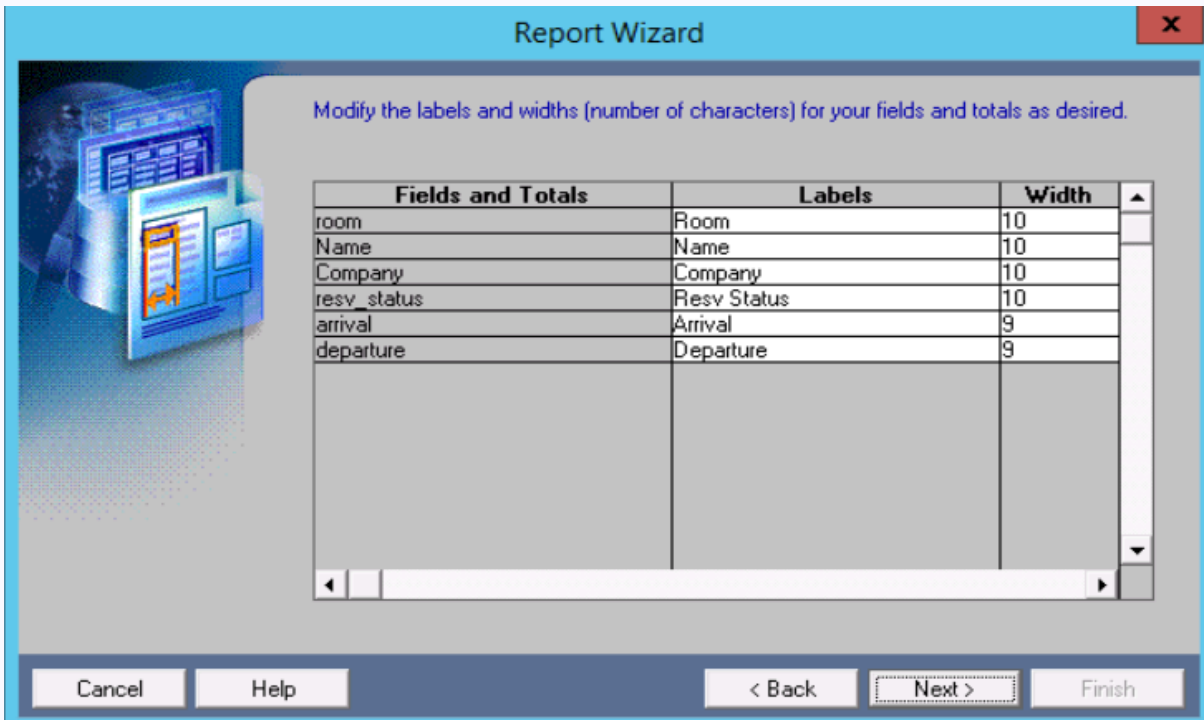 Report Wizard
x
Modify the labels and widths (number of characters) for your fields and totals as desired.
Fields and Totals Labels Width
room Room 10
Name Name 10
Company Company 10
resv_status Resv Status 10
arrival Arrival 9
departure Departure 9
Cancel Help < Back Next > Finish